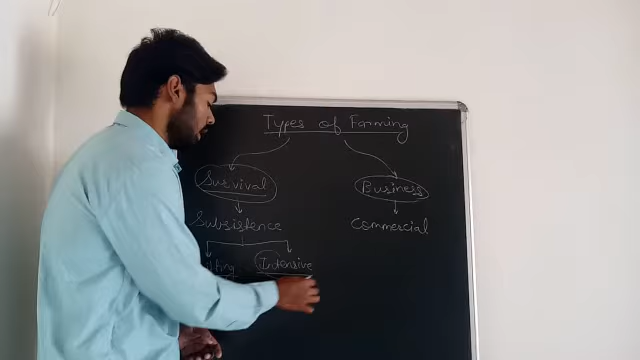 Types of Farming
Survival Business
Subsistence Commercial
Intensive